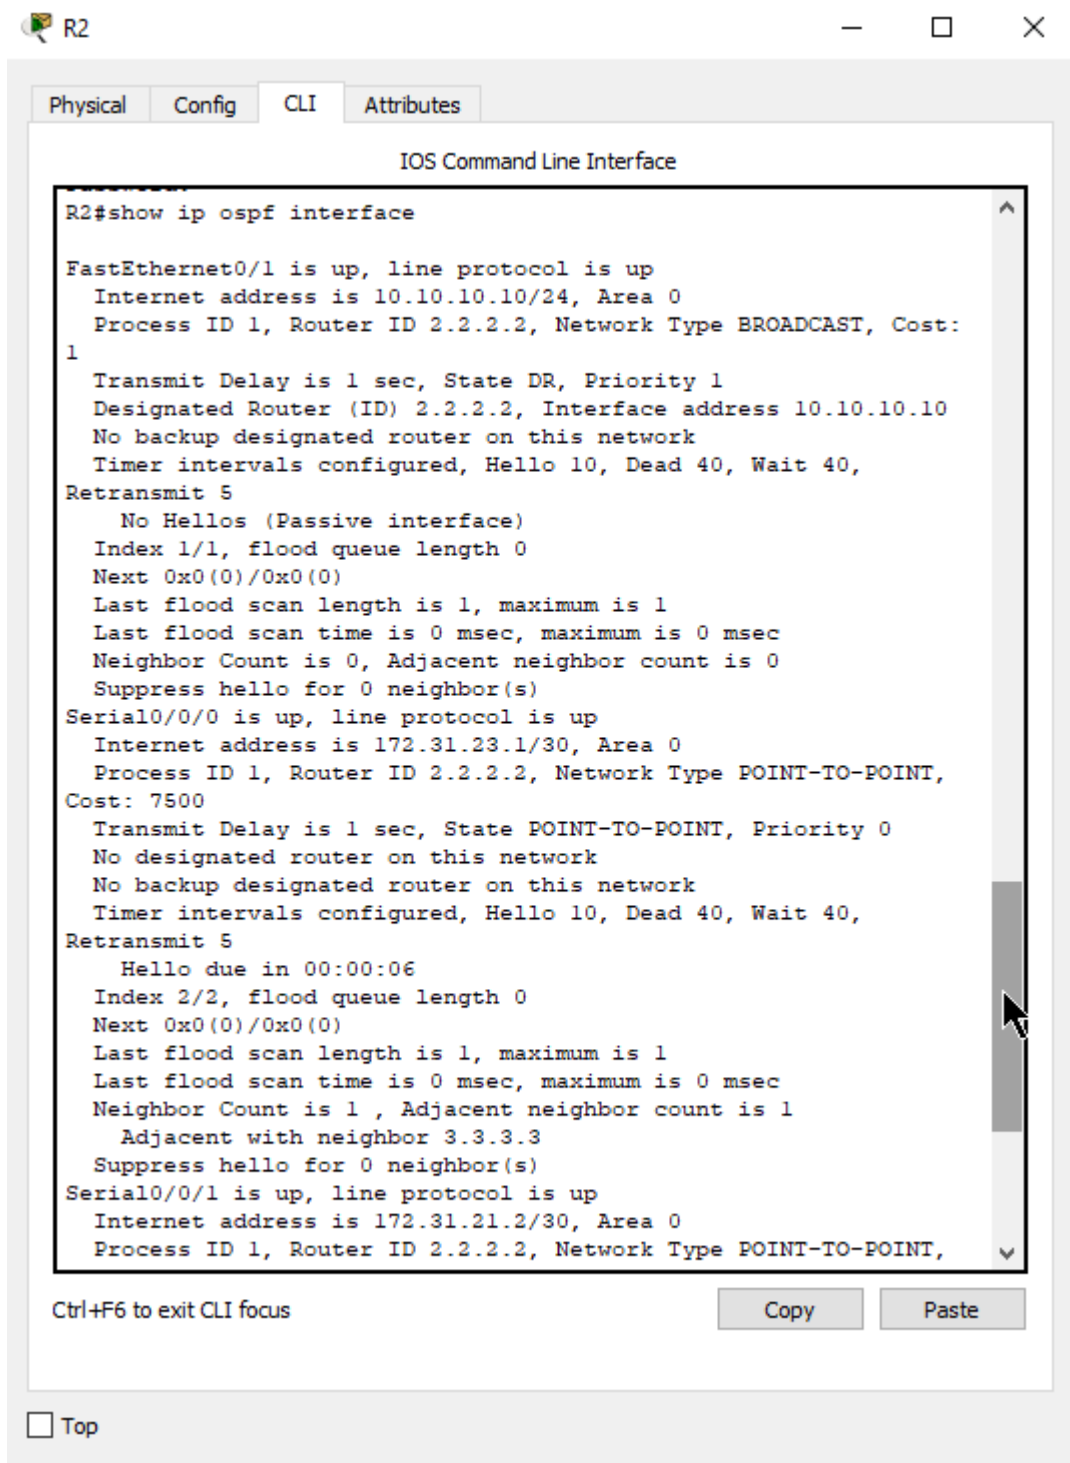 R2
Physical Config CLI Attributes
IOS Command Line Interface
R2#show ip ospf interface
FastEthernet0/1 is up, line protocol is up
Internet address is 10.10.10.10/24, Area 0
Process ID 1, Router ID 2.2.2.2, Network Type BROADCAST, Cost:
1
Transmit Delay is 1 sec, State DR, Priority 1
Designated Router (ID) 2.2.2.2, Interface address 10.10.10.10
No backup designated router on this network
Timer intervals configured, Hello 10, Dead 40, Wait 40,
Retransmit 5
No Hellos (Passive interface)
Index 1/1, flood queue length 0
Next 0x0(0)/0x0(0)
Last flood scan length is 1, maximum is 1
Last flood scan time is 0 msec, maximum is 0 msec
Neighbor Count is 0, Adjacent neighbor count is 0
Suppress hello for 0 neighbor(s)
Serial0/0/0 is up, line protocol is up
Internet address is 172.31.23.1/30, Area 0
Process ID 1, Router ID 2.2.2.2, Network Type POINT-TO-POINT,
Cost: 7500
Transmit Delay is 1 sec, State POINT-TO-POINT, Priority 0
No designated router on this network
No backup designated router on this network
Timer intervals configured, Hello 10, Dead 40, Wait 40,
Retransmit 5
Hello due in 00:00:06
Index 2/2, flood queue length 0
Next 0x0(0)/0x0(0)
Last flood scan length is 1, maximum is 1
Last flood scan time is 0 msec, maximum is 0 msec
Neighbor Count is 1 , Adjacent neighbor count is 1
Adjacent with neighbor 3.3.3.3
Suppress hello for 0 neighbor(s)
Serial0/0/1 is up, line protocol is up
Internet address is 172.31.21.2/30, Area 0
Process ID 1, Router ID 2.2.2.2, Network Type POINT-TO-POINT,
Ctrl+F6 to exit CLI focus
Copy Paste
Top